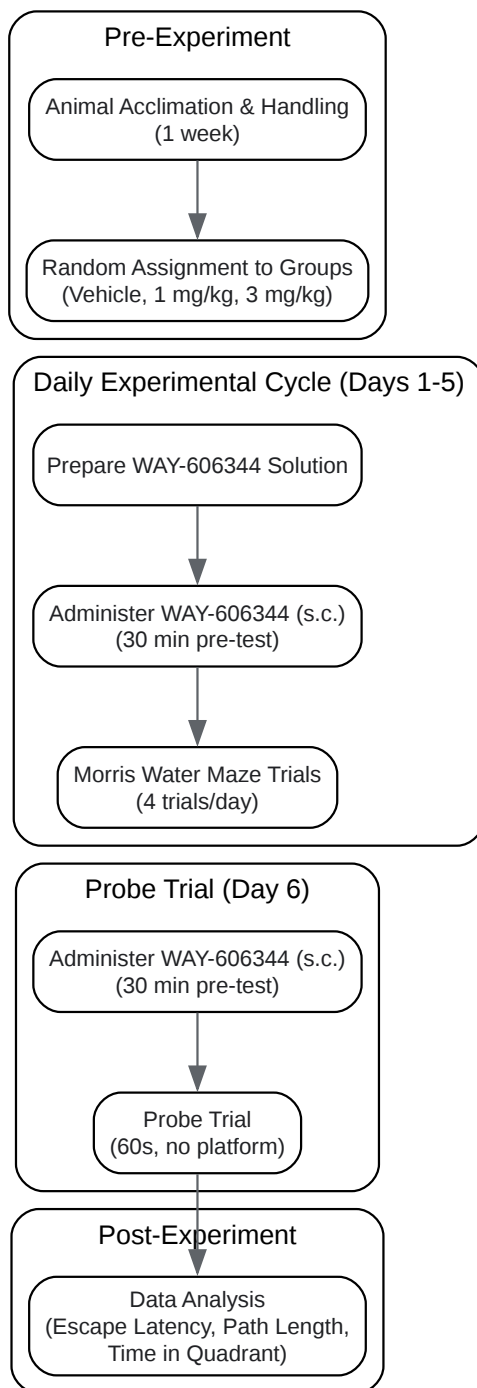 Pre-Experiment
Animal Acclimation & Handling
(1 week)
Random Assignment to Groups
(Vehicle, 1 mg/kg, 3 mg/kg)
Daily Experimental Cycle (Days 1-5)
Prepare WAY-606344 Solution
Administer WAY-606344 (s.c.)
(30 min pre-test)
Morris Water Maze Trials
(4 trials/day)
Probe Trial (Day 6)
Administer WAY-606344 (s.c.)
(30 min pre-test)
Probe Trial
(60s, no platform)
Post-Experiment
Data Analysis
(Escape Latency, Path Length,
Time in Quadrant)